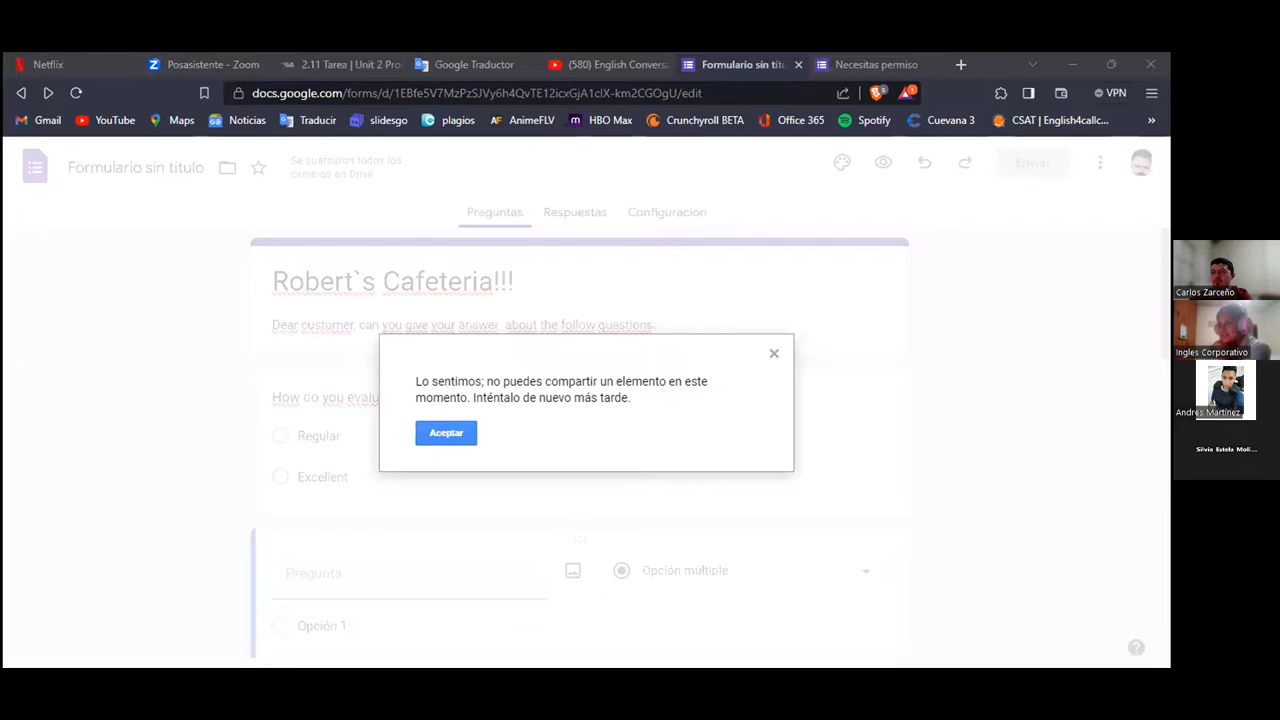 Netflix
Posasistente - Zoom
2.11 Tarea | Unit 2 Pro
Google Traductor
(580) English Convers
Formulario sin títu
Necesitas permiso
docs.google.com/forms/d/1EBfe5V7MzPzSJVy6h4QvTE12icxGjA1clX-km2CGOgU/edit
VPN
Gmail
YouTube
Maps
Noticias
Traducir
slidesgo
plagios
AnimeFLV
HBO Max
Crunchyroll BETA
Office 365
Spotify
Cuevana 3
CSAT | English4callc...
»
Formulario sin título
Se guardaron todos los
cambios en Drive
Enviar
Preguntas
Respuestas
Configuración
Robert`s Cafeteria!!!
Dear customer, can you give your answer about the follow questions:
How do you evalu
Regular
Excellent
Lo sentimos; no puedes compartir un elemento en este
momento. Inténtalo de nuevo más tarde.
Aceptar
Pregunta
Opción múltiple
Opción 1
Carlos Zarceño
Ingles Corporativo
Andres Martínez
Silvia Estela Moli...